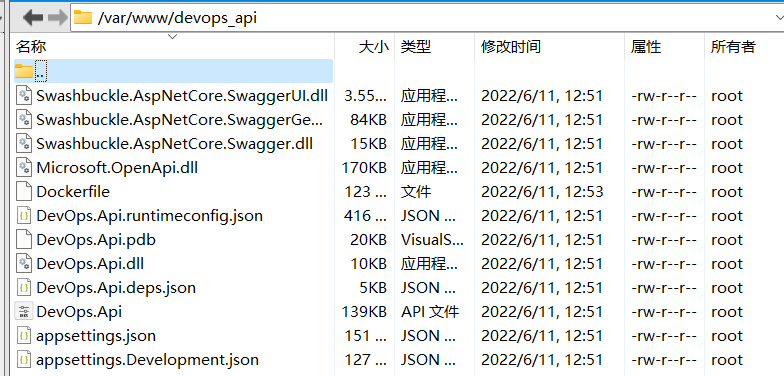 /var/www/devops_api
名称 大小 类型 修改时间 属性 所有者
..
Swashbuckle.AspNetCore.SwaggerUI.dll 3.55... 应用程... 2022/6/11, 12:51 -rw-r--r-- root
Swashbuckle.AspNetCore.SwaggerGe... 84KB 应用程... 2022/6/11, 12:51 -rw-r--r-- root
Swashbuckle.AspNetCore.Swagger.dll 15KB 应用程... 2022/6/11, 12:51 -rw-r--r-- root
Microsoft.OpenApi.dll 170KB 应用程... 2022/6/11, 12:51 -rw-r--r-- root
Dockerfile 123 ... 文件 2022/6/11, 12:53 -rw-r--r-- root
DevOps.Api.runtimeconfig.json 416 ... JSON ... 2022/6/11, 12:51 -rw-r--r-- root
DevOps.Api.pdb 20KB VisualS... 2022/6/11, 12:51 -rw-r--r-- root
DevOps.Api.dll 10KB 应用程... 2022/6/11, 12:51 -rw-r--r-- root
DevOps.Api.deps.json 5KB JSON ... 2022/6/11, 12:51 -rw-r--r-- root
DevOps.Api 139KB API 文件 2022/6/11, 12:51 -rw-r--r-- root
appsettings.json 151 ... JSON ... 2022/6/11, 12:51 -rw-r--r-- root
appsettings.Development.json 127 ... JSON ... 2022/6/11, 12:51 -rw-r--r-- root